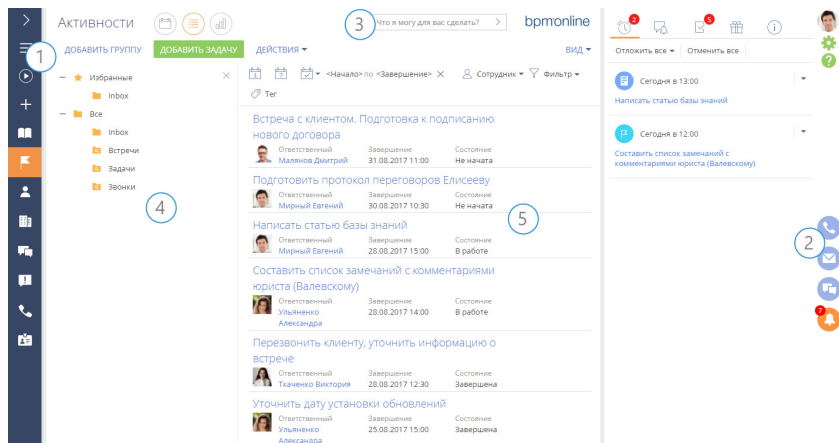 Активности
3
Что я могу для вас сделать?
bpmonline
1
ДОБАВИТЬ ГРУППУ
ДОБАВИТЬ ЗАДАЧУ
ДЕЙСТВИЯ
ВИД
Избранные
Inbox
Все
Inbox
Встречи
Задачи
Звонки
4
1
7
<Начало> по <Завершение>
Сотрудник
Фильтр
Тег
Встреча с клиентом. Подготовка к подписанию
нового договора
Ответственный Завершение Состояние
Малянов Дмитрий 31.08.2017 11:00 Не начата
Подготовить протокол переговоров Елисееву
Ответственный Завершение Состояние
Мирный Евгений 30.08.2017 10:30 Не начата
5
Написать статью базы знаний
Ответственный Завершение Состояние
Мирный Евгений 28.08.2017 15:00 В работе
Составить список замечаний с комментариями
юриста (Валевскому)
Ответственный Завершение Состояние
Ульяненко 28.08.2017 14:00 В работе
Александра
Перезвонить клиенту, уточнить информацию о
встрече
Ответственный Завершение Состояние
Ткаченко Виктория 28.08.2017 12:30 Завершена
Уточнить дату установки обновлений
Ответственный Завершение Состояние
Ульяненко 25.08.2017 15:00 Завершена
Александра
2
5
Отложить все
Отменить все
Сегодня в 13:00
Написать статью базы знаний
Сегодня в 12:00
Составить список замечаний с
комментариями юриста (Валевскому)
2
7